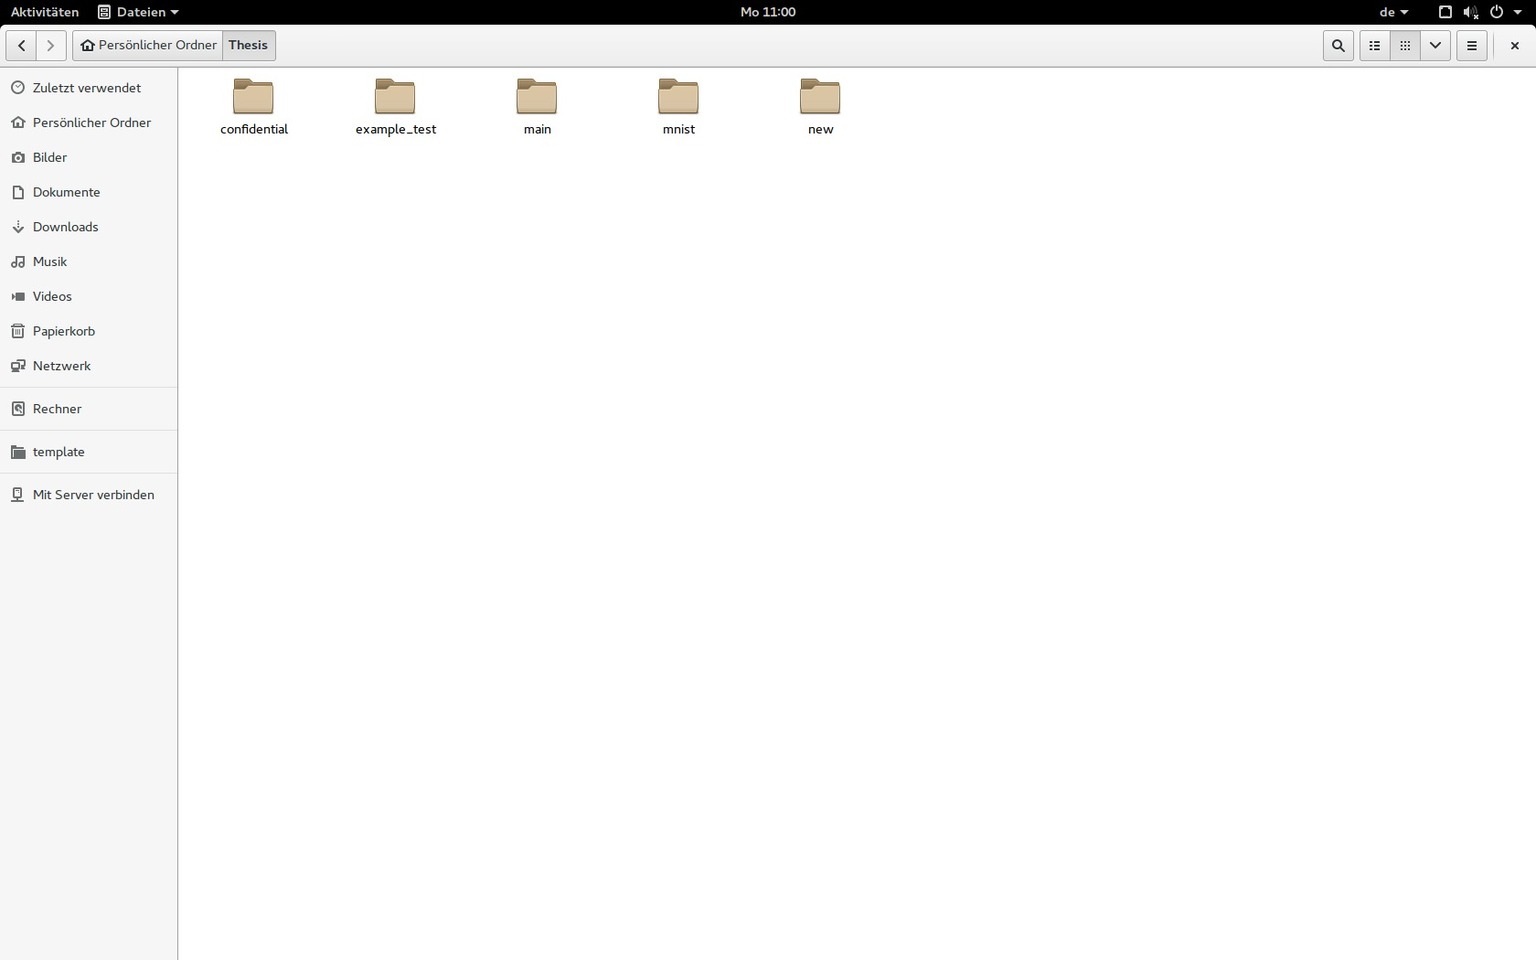 Aktivitäten Dateien Mo 11:00 de
Persönlicher Ordner Thesis
Zuletzt verwendet
Persönlicher Ordner
Bilder
Dokumente
Downloads
Musik
Videos
Papierkorb
Netzwerk
Rechner
template
Mit Server verbinden
confidential example_test main mnist new